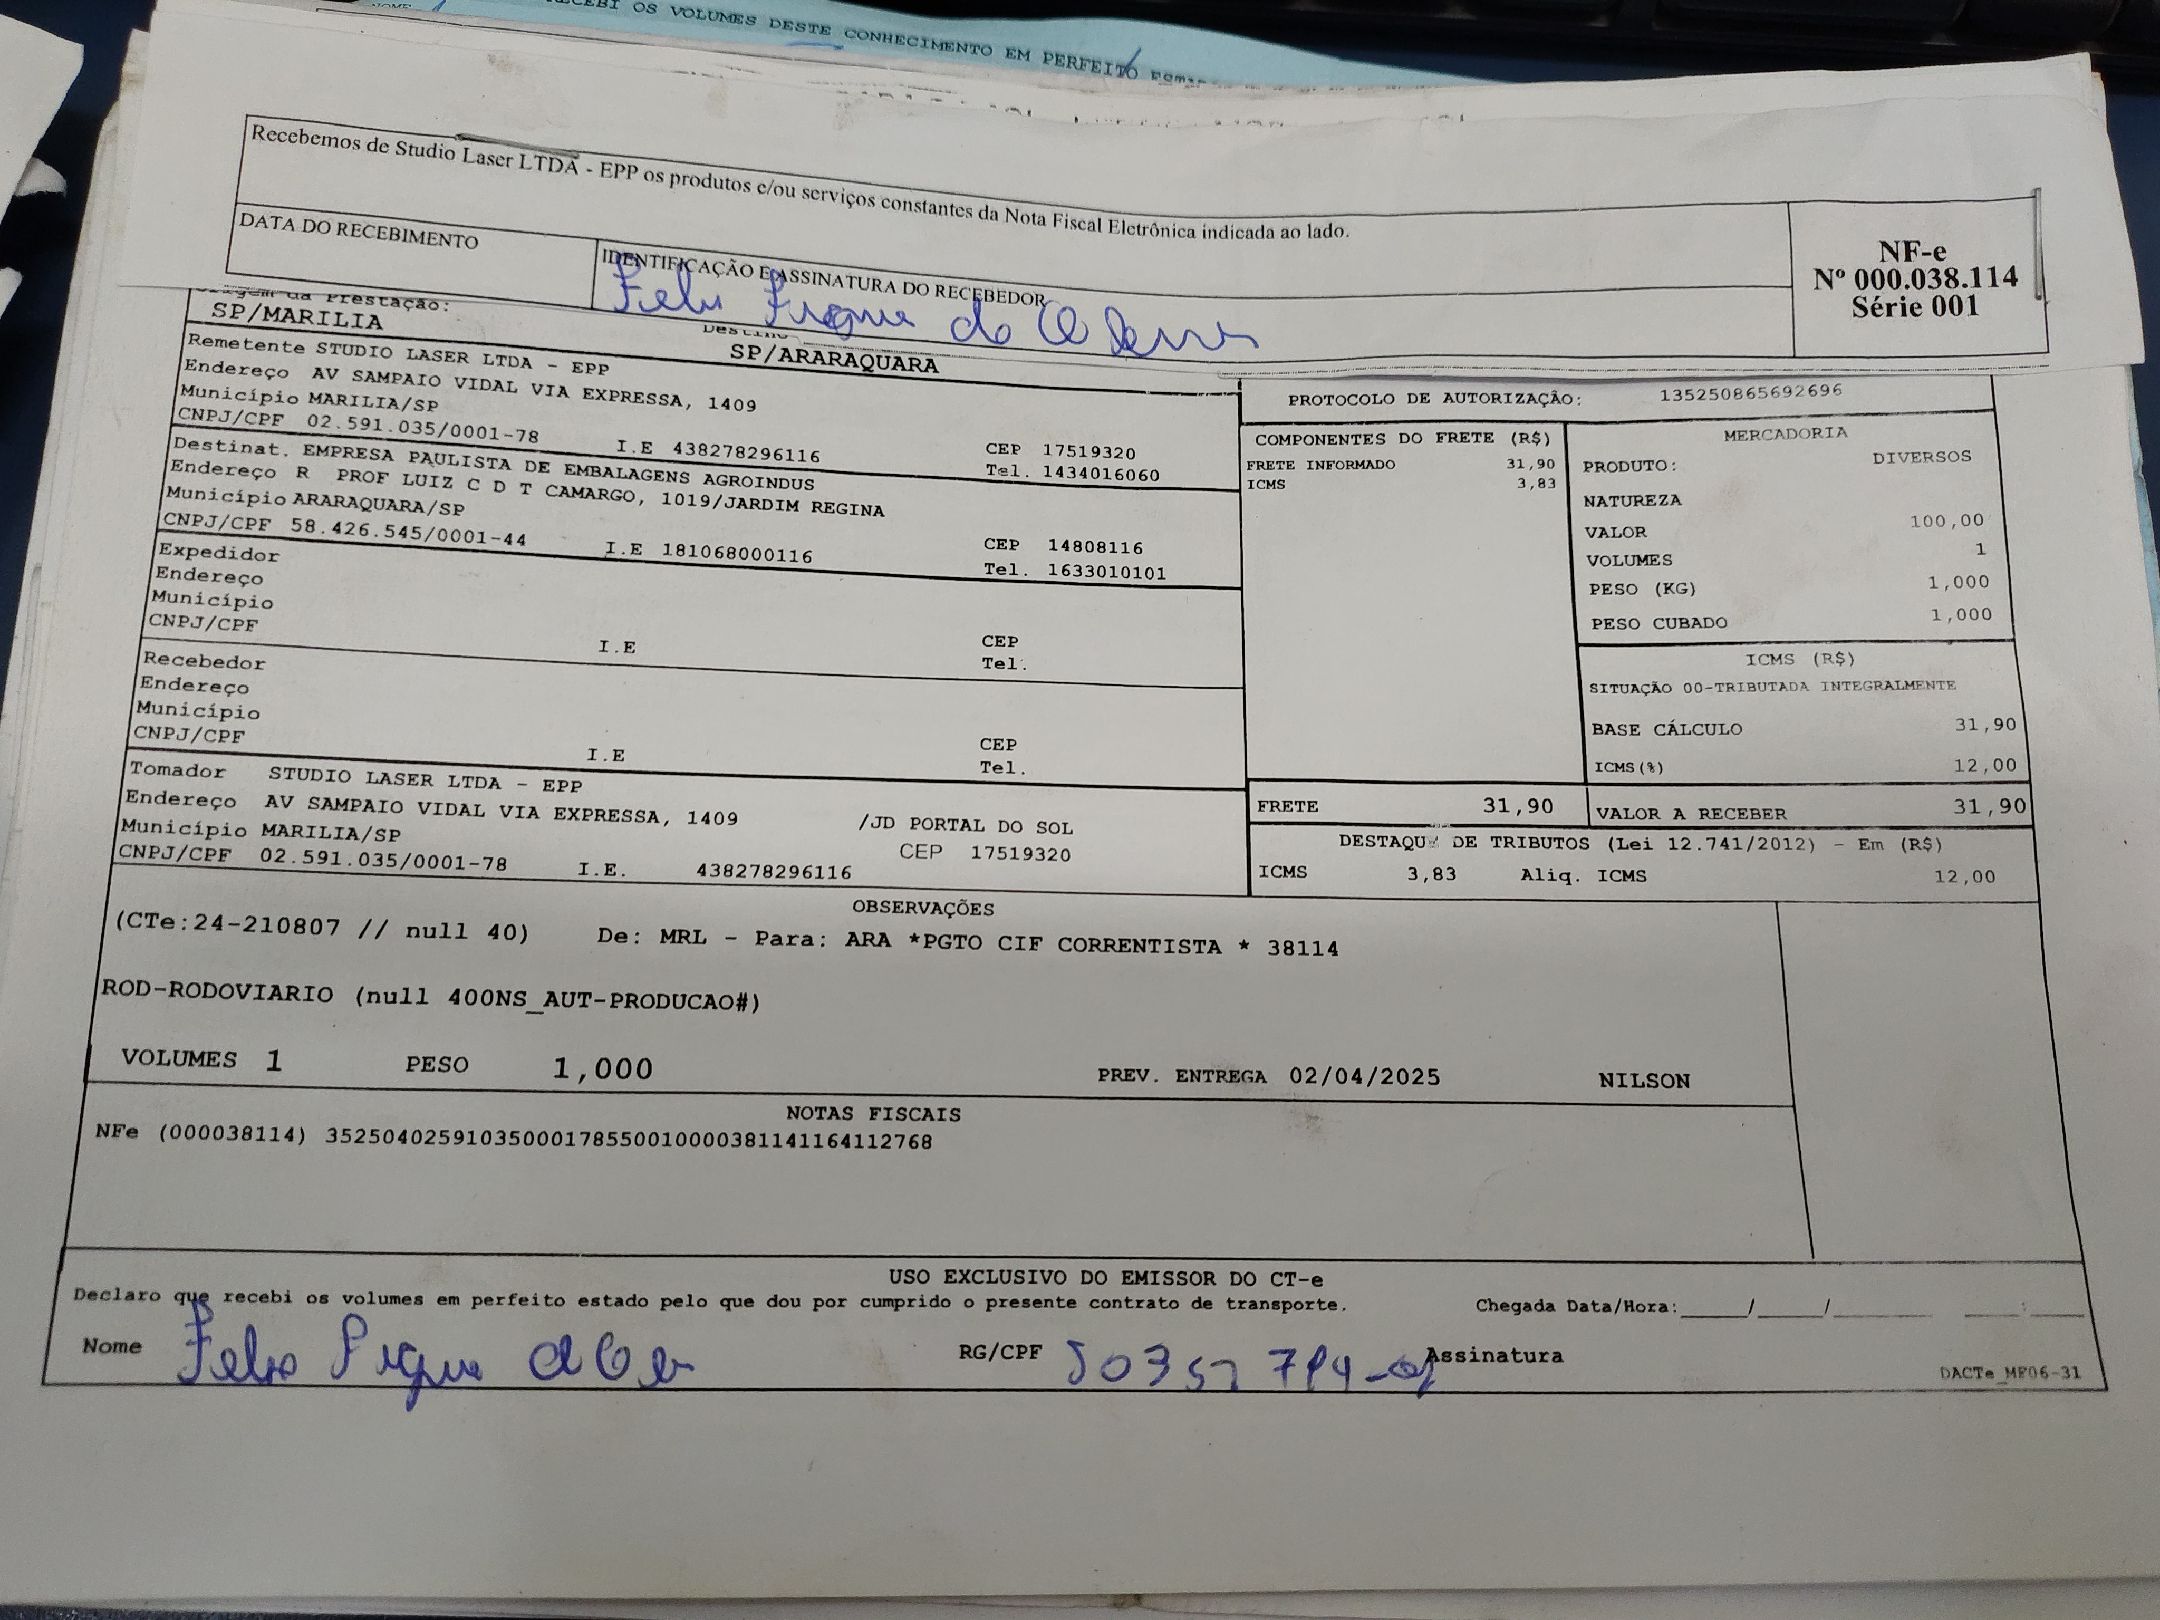 RECEBI OS VOLUMES DESTE CONHECIMENTO EM PERFEITO
Recebemos de Studio Laser LTDA - EPP os produtos e/ou serviços constantes da Nota Fiscal Eletrônica indicada ao lado.
DATA DO RECEBIMENTO
IDENTIFICAÇÃO E ASSINATURA DO RECEBEDOR
NF-e
Nº 000.038.114
Série 001
Origem da Prestação:
SP/MARILIA
Destino
SP/ARARAQUARA
Remetente STUDIO LASER LTDA - EPP
Endereço AV SAMPAIO VIDAL VIA EXPRESSA, 1409
Município MARILIA/SP
CEP 17519320
CNPJ/CPF 02.591.035/0001-78 I.E 438278296116 Tel. 1434016060
Destinat. EMPRESA PAULISTA DE EMBALAGENS AGROINDUS
Endereço R PROF LUIZ C D T CAMARGO, 1019/JARDIM REGINA
Município ARARAQUARA/SP CEP 14808116
CNPJ/CPF 58.426.545/0001-44 I.E 181068000116 Tel. 1633010101
Expedidor
Endereço
Município CEP
CNPJ/CPF I.E Tel.
Recebedor
Endereço
Município CEP
CNPJ/CPF I.E Tel.
Tomador STUDIO LASER LTDA - EPP
Endereço AV SAMPAIO VIDAL VIA EXPRESSA, 1409 /JD PORTAL DO SOL
Município MARILIA/SP CEP 17519320
CNPJ/CPF 02.591.035/0001-78 I.E. 438278296116
PROTOCOLO DE AUTORIZAÇÃO: 135250865692696
COMPONENTES DO FRETE (R$)
FRETE INFORMADO 31,90
ICMS 3,83
MERCADORIA
PRODUTO: DIVERSOS
NATUREZA
VALOR 100,00
VOLUMES 1
PESO (KG) 1,000
PESO CUBADO 1,000
ICMS (R$)
SITUAÇÃO 00-TRIBUTADA INTEGRALMENTE
BASE CÁLCULO 31,90
ICMS(%) 12,00
FRETE 31,90
VALOR A RECEBER 31,90
DESTAQUE DE TRIBUTOS (Lei 12.741/2012) - Em (R$)
ICMS 3,83 Aliq. ICMS 12,00
OBSERVAÇÕES
(CTe:24-210807 // null 40) De: MRL - Para: ARA *PGTO CIF CORRENTISTA * 38114
ROD-RODOVIARIO (null 400NS_AUT-PRODUCAO#)
VOLUMES 1 PESO 1,000 PREV. ENTREGA 02/04/2025 NILSON
NOTAS FISCAIS
NFe (000038114) 35250402591035000178550010000381141164112768
USO EXCLUSIVO DO EMISSOR DO CT-e
Declaro que recebi os volumes em perfeito estado pelo que dou por cumprido o presente contrato de transporte. Chegada Data/Hora:____/____/______ ____:____
Nome RG/CPF Assinatura
DACTe_MF06-31